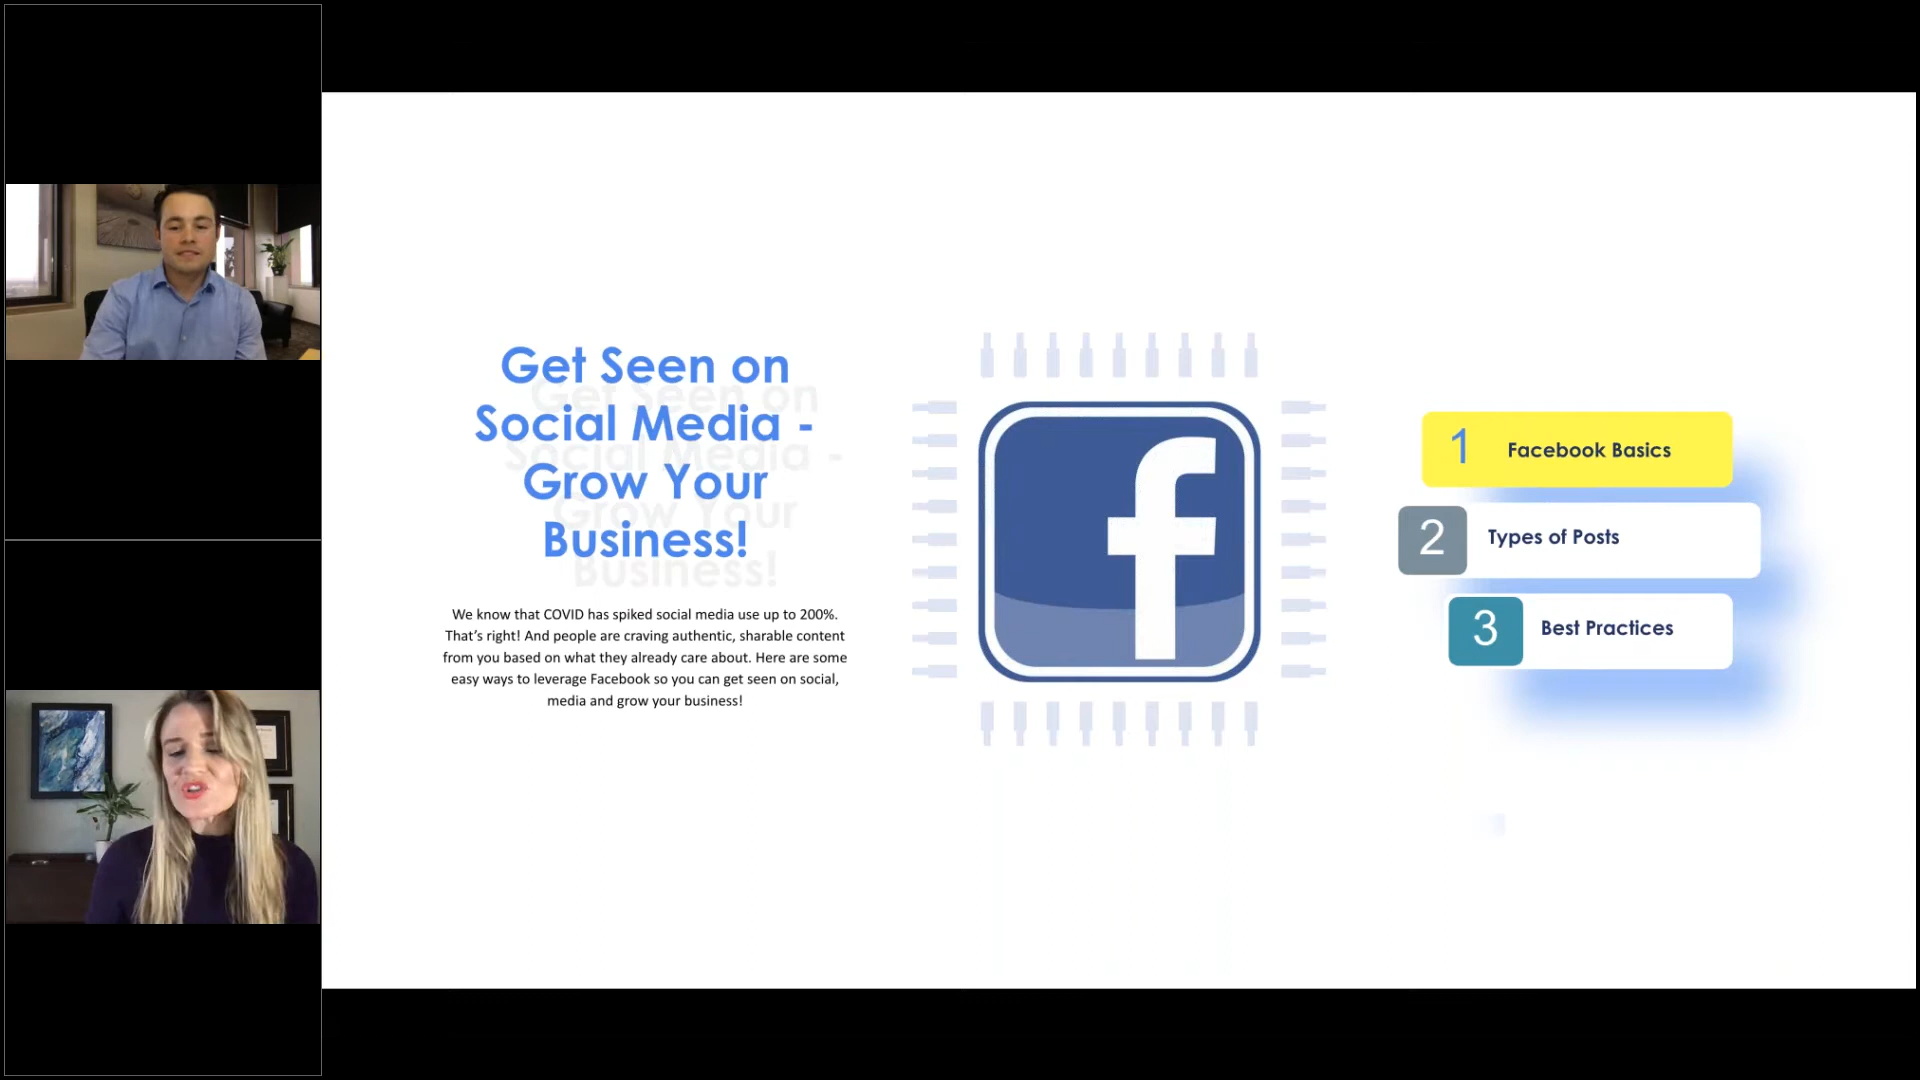 Get Seen on
Social Media -
Grow Your
Business!
We know that COVID has spiked social media use up to 200%.
That's right! And people are craving authentic, sharable content
from you based on what they already care about. Here are some
easy ways to leverage Facebook so you can get seen on social,
media and grow your business!
f
1 Facebook Basics
2 Types of Posts
3 Best Practices